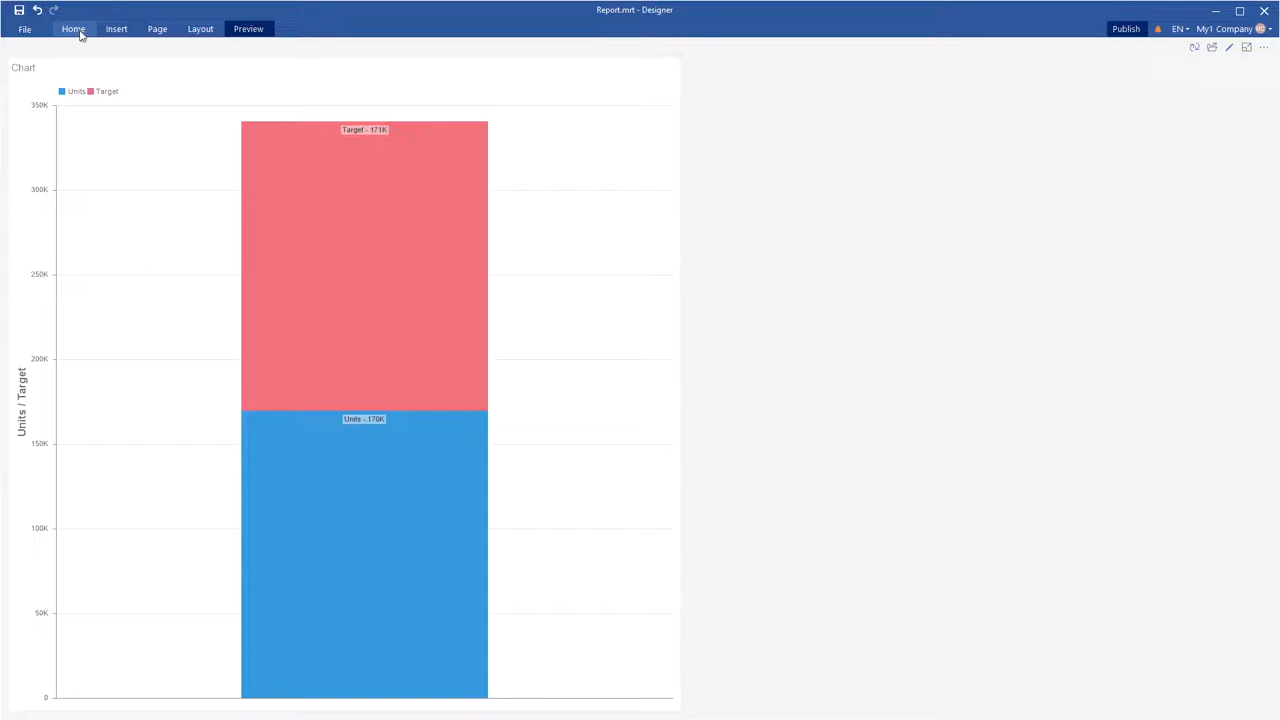 Report.mrt - Designer
File
Home
Insert
Page
Layout
Preview
Publish
EN
My1 Company
Chart
Units
Target
350K
300K
250K
200K
150K
100K
50K
0
Units / Target
Target - 171K
Units - 170K